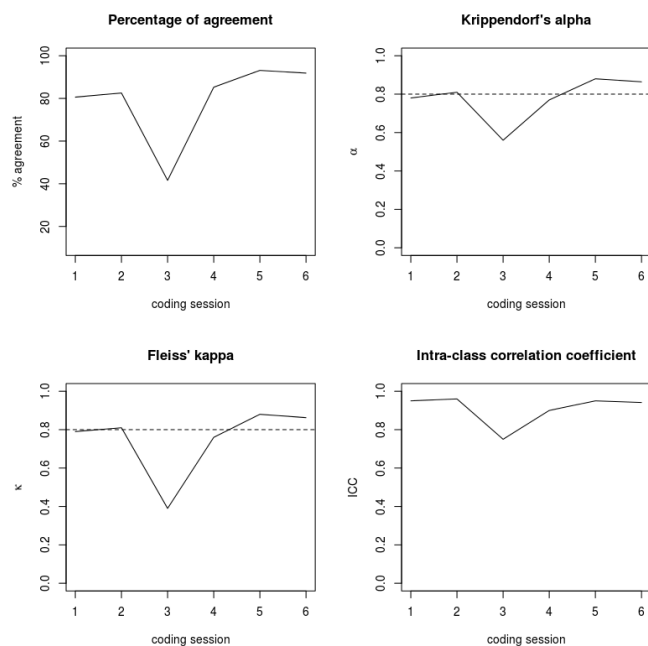 Percentage of agreement
% agreement
100
80
60
40
20
1 2 3 4 5 6
coding session
Krippendorf's alpha
α
1.0
0.8
0.6
0.4
0.2
0.0
1 2 3 4 5 6
coding session
Fleiss' kappa
κ
1.0
0.8
0.6
0.4
0.2
0.0
1 2 3 4 5 6
coding session
Intra-class correlation coefficient
ICC
1.0
0.8
0.6
0.4
0.2
0.0
1 2 3 4 5 6
coding session